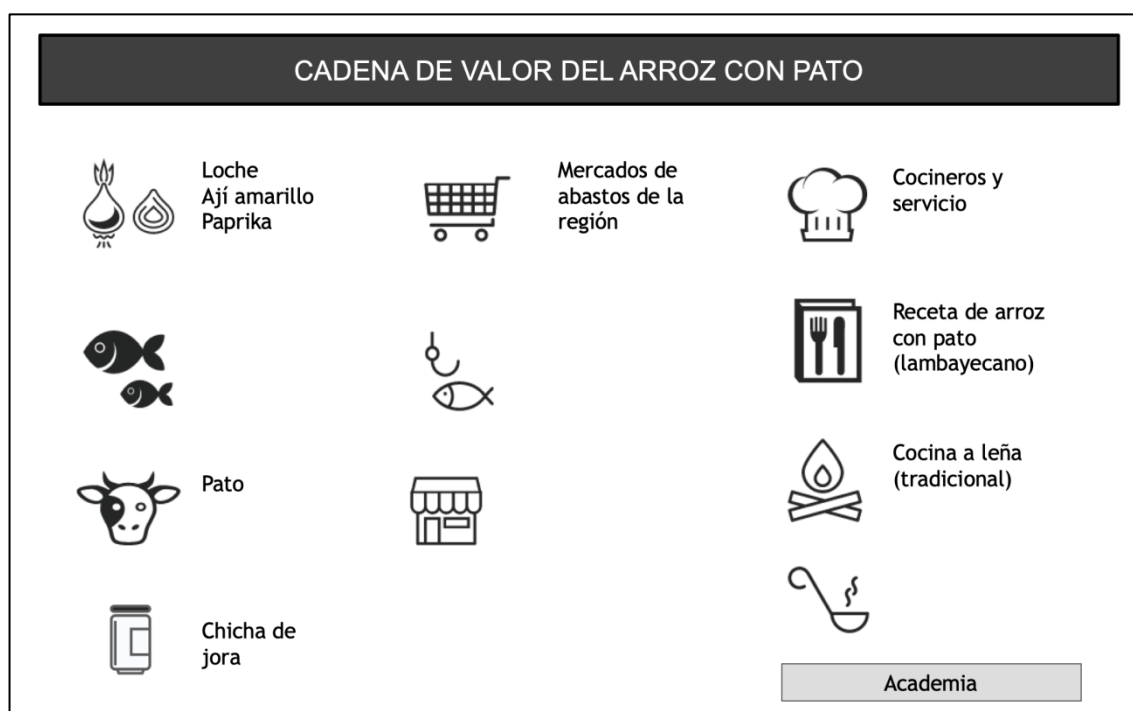 CADENA DE VALOR DEL ARROZ CON PATO
Loche
Ají amarillo
Paprika
Mercados de
abastos de la
región
Cocineros y
servicio
Receta de arroz
con pato
(lambayecano)
Pato
Cocina a leña
(tradicional)
Chicha de
jora
Academia